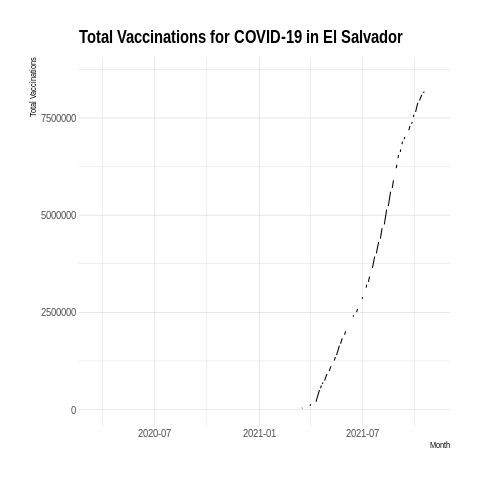 Total Vaccinations for COVID-19 in El Salvador
Total Vaccinations
7500000
5000000
2500000
0
2020-07 2021-01 2021-07
Month